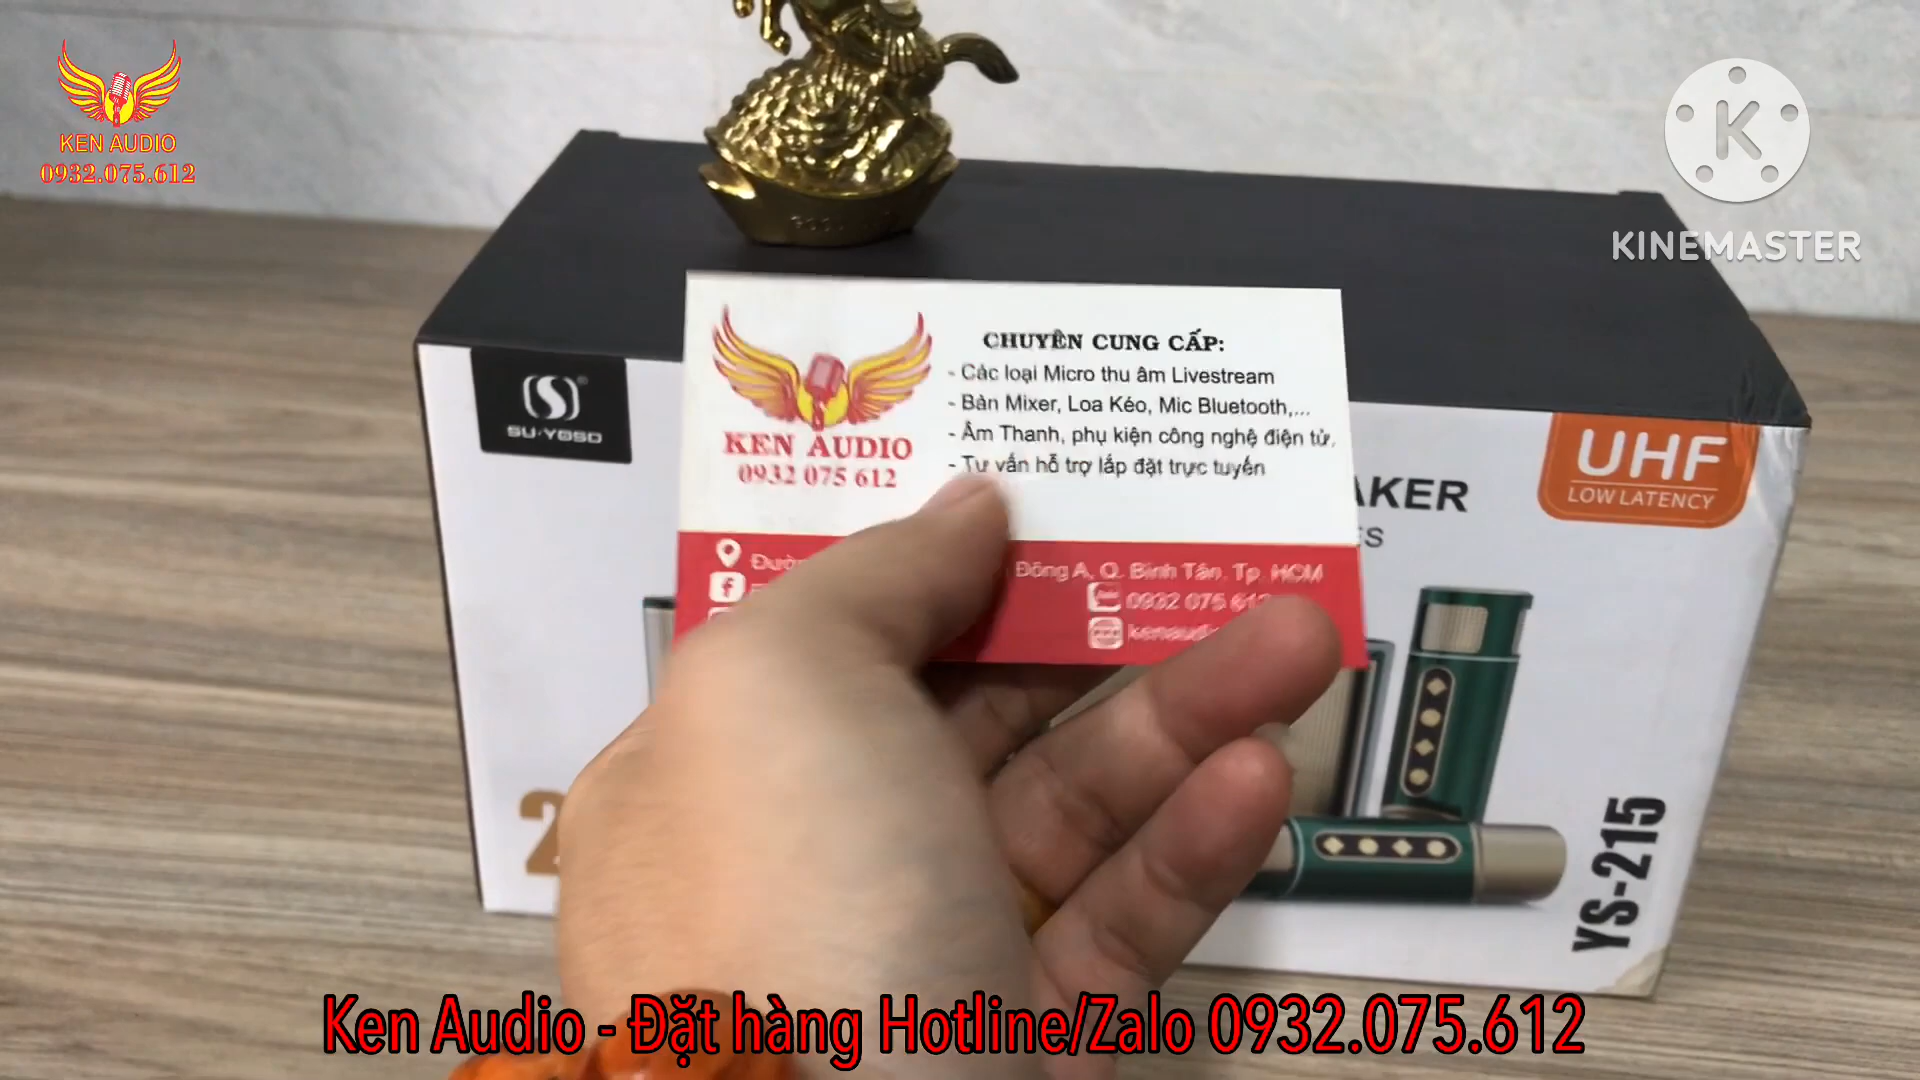 KEN AUDIO
0932.075.612
KINEMASTER
SU·YOSD
CHUYÊN CUNG CẤP:
- Các loại Micro thu âm Livestream
- Bàn Mixer, Loa Kéo, Mic Bluetooth,...
- Âm Thanh, phụ kiện công nghệ điện tử.
- Tư vấn hỗ trợ lắp đặt trực tuyến
KEN AUDIO
0932 075 612
Đông A, Q. Bình Tân. Tp. HCM
0932 075 612
UHF
LOW LATENCY
YS-215
Ken Audio - Đặt hàng Hotline/Zalo 0932.075.612